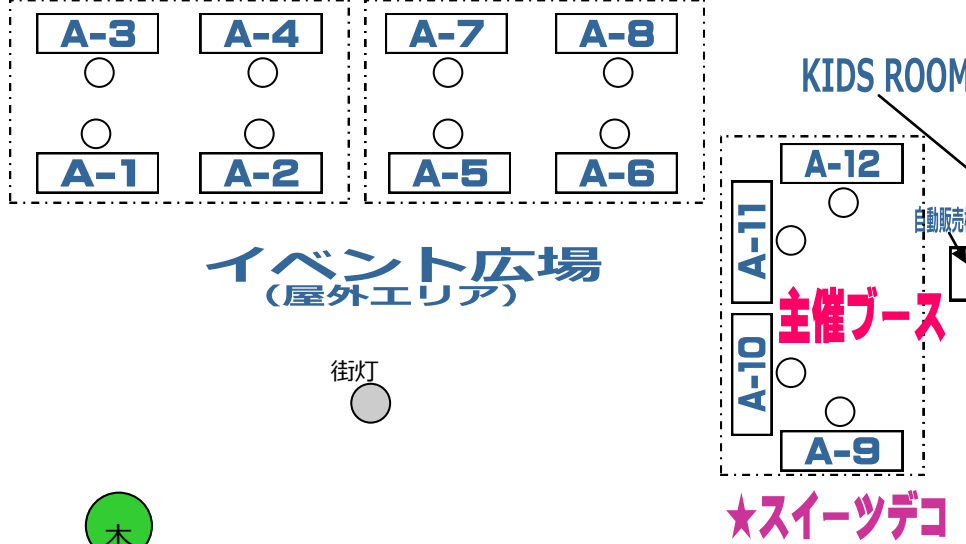 A-3
A-4
A-7
A-8
A-1
A-2
A-5
A-6
KIDS ROOM
A-12
A-11
自動販売
イベント広場
（屋外エリア）
主催ブース
A-10
街灯
A-9
★スイーツデコ
木